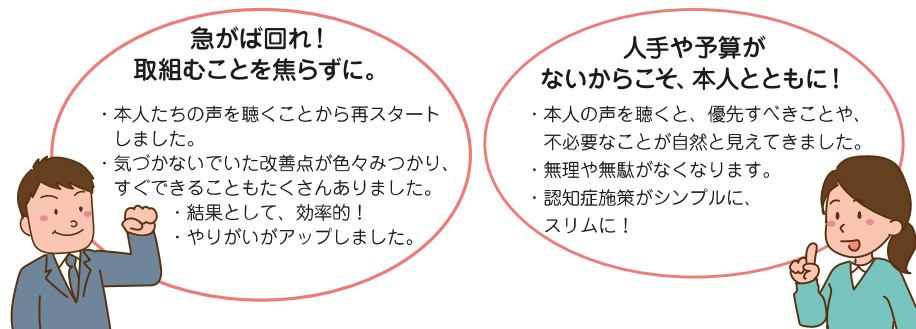 急がば回れ！
取組むことを焦らずに。
・本人たちの声を聴くことから再スタート
しました。
・気づかないでいた改善点が色々みつかり、
すぐできることもたくさんありました。
・結果として、効率的！
・やりがいがアップしました。
人手や予算が
ないからこそ、本人とともに！
・本人の声を聴くと、優先すべきことや、
不必要なことが自然と見えてきました。
・無理や無駄がなくなります。
・認知症施策がシンプルに、
スリムに！